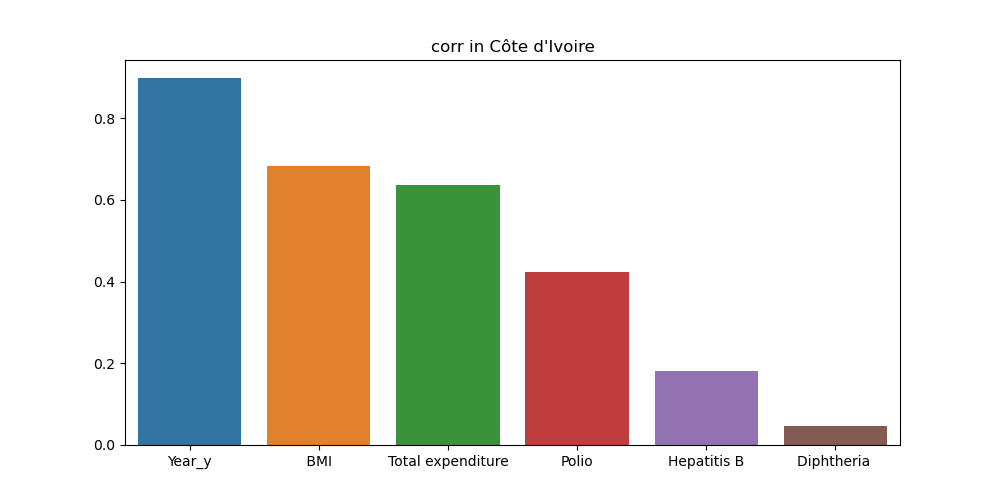 corr in Côte d'Ivoire
0.8
0.6
0.4
0.2
0.0
Year_y BMI Total expenditure Polio Hepatitis B Diphtheria